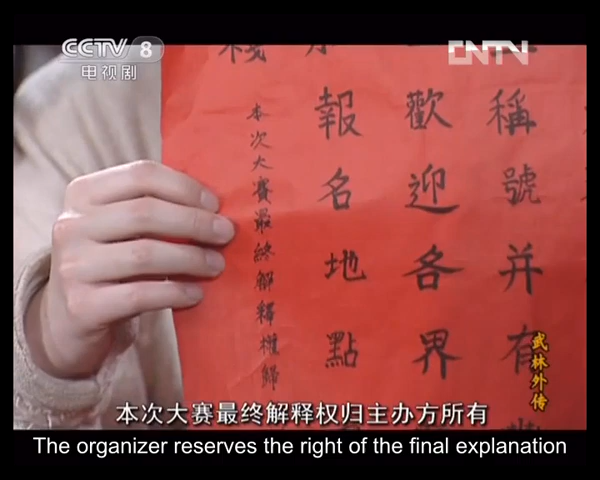 CCTV 8
电视剧
CNTV
稱號并有
歡迎各界
報名地點
本次大賽最終解釋權歸
武林外传
本次大赛最终解释权归主办方所有
The organizer reserves the right of the final explanation